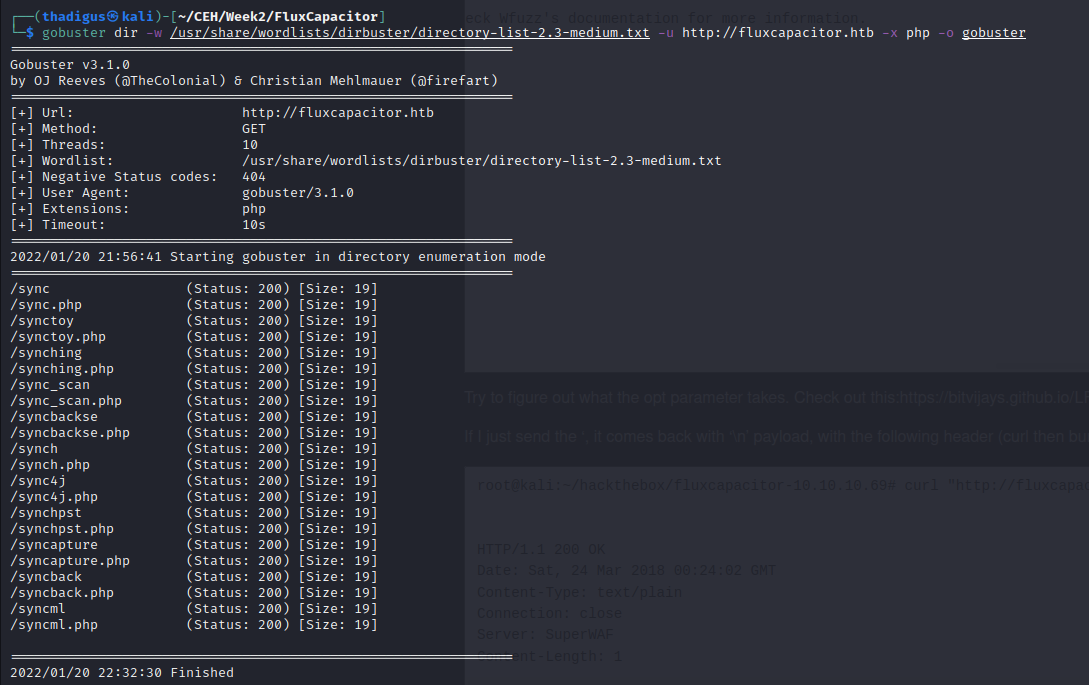 ┌──(thadigus㉿kali)-[~/CEH/Week2/FluxCapacitor]
└─$ gobuster dir -w /usr/share/wordlists/dirbuster/directory-list-2.3-medium.txt -u http://fluxcapacitor.htb -x php -o gobuster
eck Wfuzz's documentation for more information.
===============================================================
Gobuster v3.1.0
by OJ Reeves (@TheColonial) & Christian Mehlmauer (@firefart)
===============================================================
[+] Url: http://fluxcapacitor.htb
[+] Method: GET
[+] Threads: 10
[+] Wordlist: /usr/share/wordlists/dirbuster/directory-list-2.3-medium.txt
[+] Negative Status codes: 404
[+] User Agent: gobuster/3.1.0
[+] Extensions: php
[+] Timeout: 10s
===============================================================
2022/01/20 21:56:41 Starting gobuster in directory enumeration mode
===============================================================
/sync (Status: 200) [Size: 19]
/sync.php (Status: 200) [Size: 19]
/synctoy (Status: 200) [Size: 19]
/synctoy.php (Status: 200) [Size: 19]
/synching (Status: 200) [Size: 19]
/synching.php (Status: 200) [Size: 19]
/sync_scan (Status: 200) [Size: 19]
/sync_scan.php (Status: 200) [Size: 19]
/syncbackse (Status: 200) [Size: 19]
/syncbackse.php (Status: 200) [Size: 19]
/synch (Status: 200) [Size: 19]
/synch.php (Status: 200) [Size: 19]
/sync4j (Status: 200) [Size: 19]
/sync4j.php (Status: 200) [Size: 19]
/synchpst (Status: 200) [Size: 19]
/synchpst.php (Status: 200) [Size: 19]
/syncapture (Status: 200) [Size: 19]
/syncapture.php (Status: 200) [Size: 19]
/syncback (Status: 200) [Size: 19]
/syncback.php (Status: 200) [Size: 19]
/syncml (Status: 200) [Size: 19]
/syncml.php (Status: 200) [Size: 19]
===============================================================
2022/01/20 22:32:30 Finished
Try to figure out what the opt parameter takes. Check out this:https://bitvijays.github.io/
If I just send the ', it comes back with '\n' payload, with the following header (curl then
root@kali:~/hackthebox/fluxcapacitor-10.10.10.69# curl "http://fluxcapac
HTTP/1.1 200 OK
Date: Sat, 24 Mar 2018 00:24:02 GMT
Content-Type: text/plain
Connection: close
Server: SuperWAF
Content-Length: 1